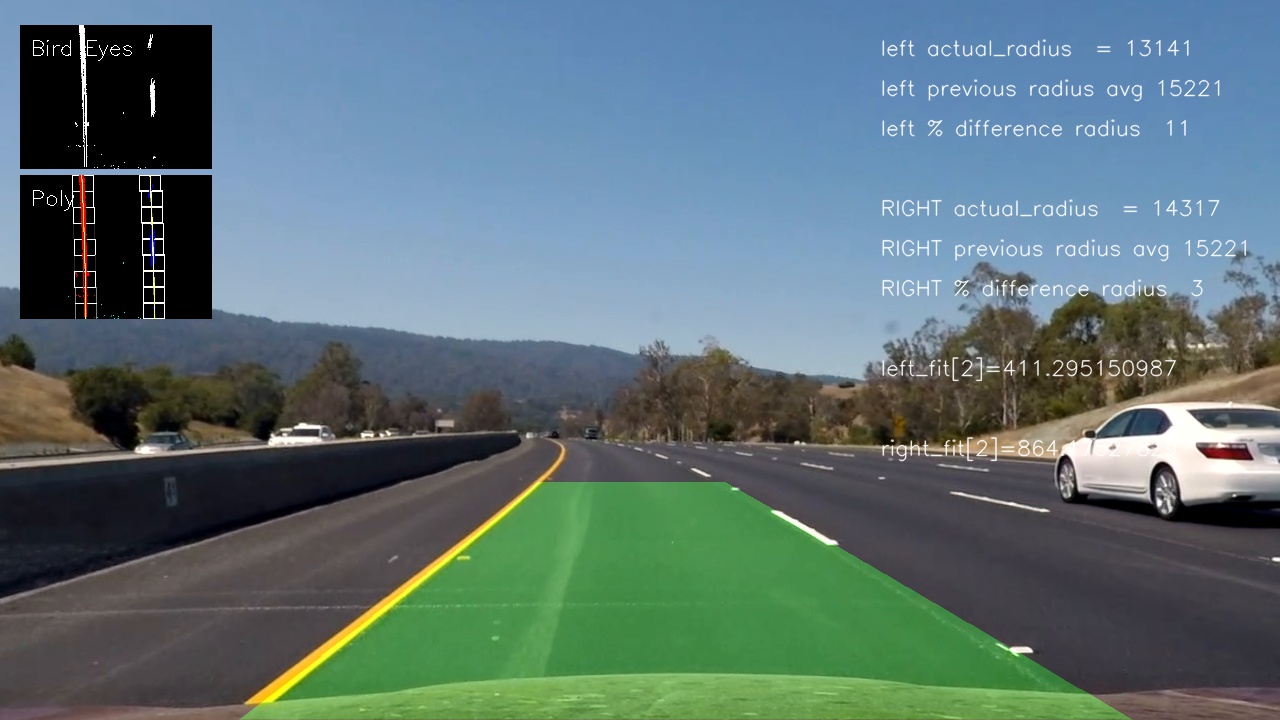 Bird Eyes
Poly
left actual_radius = 13141
left previous radius avg 15221
left % difference radius 11
RIGHT actual_radius = 14317
RIGHT previous radius avg 15221
RIGHT % difference radius 3
left_fit[2]=411.295150987